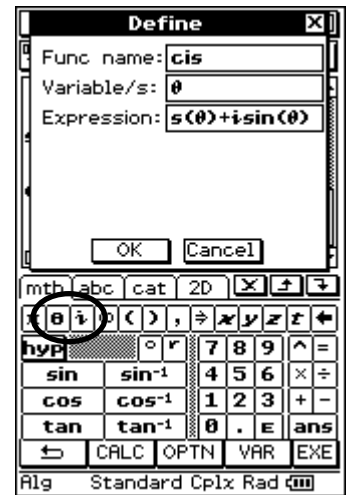 Define X
Func name: cis
Variable/s: θ
Expression: s(θ)+isin(θ)
OK Cancel
mth abc cat 2D
θ i ( ) , ⇒ x y z t ←
hyp ° r 7 8 9 ^ =
sin sin⁻¹ 4 5 6 × ÷
cos cos⁻¹ 1 2 3 + −
tan tan⁻¹ 0 . E ans
CALC OPTN VAR EXE
Alg Standard Cplx Rad